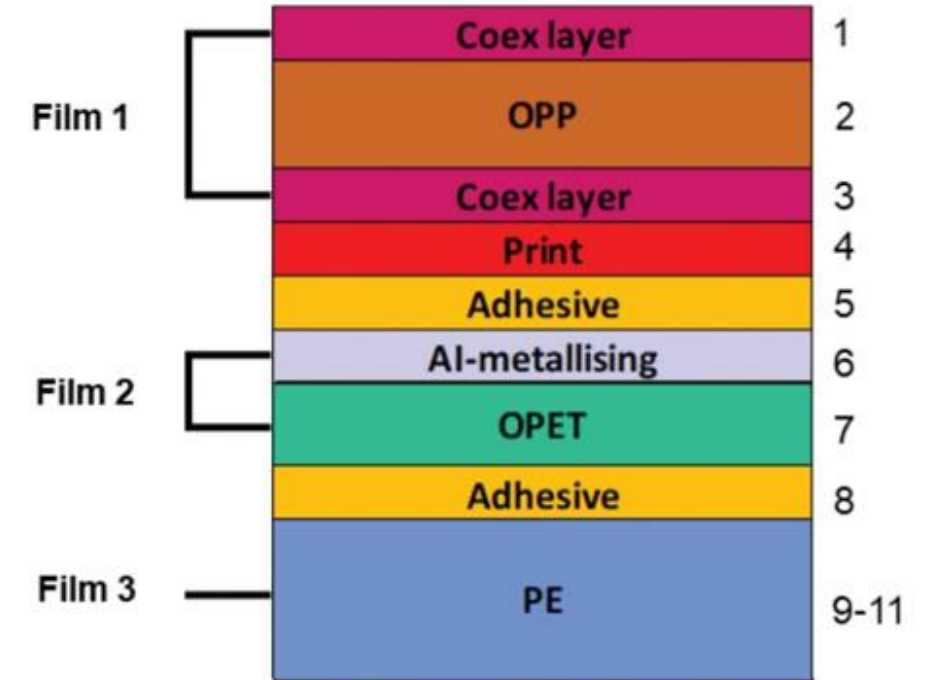 Coex layer 1
Film 1
OPP 2
Coex layer 3
Print 4
Adhesive 5
Al-metallising 6
Film 2
OPET 7
Adhesive 8
Film 3
PE 9-11